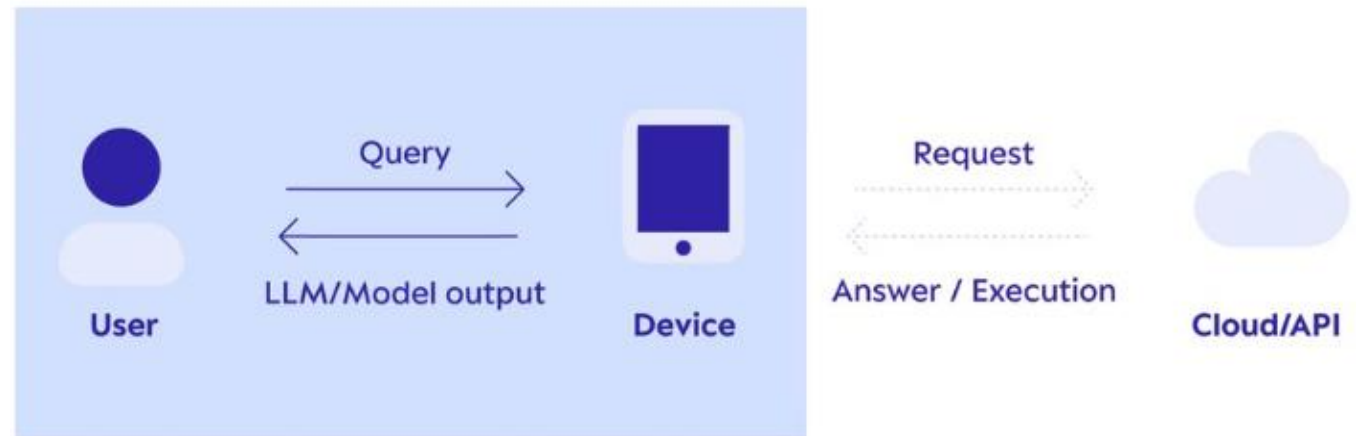 Query
Request
LLM/Model output
Answer / Execution
User
Device
Cloud/API